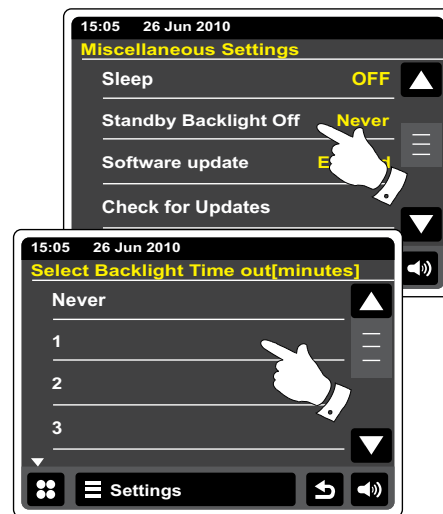 15:05 26 Jun 2010
Miscellaneous Settings
Sleep OFF
Standby Backlight Off Never
Software update
Check for Updates
15:05 26 Jun 2010
Select Backlight Time out[minutes]
Never
1
2
3
Settings